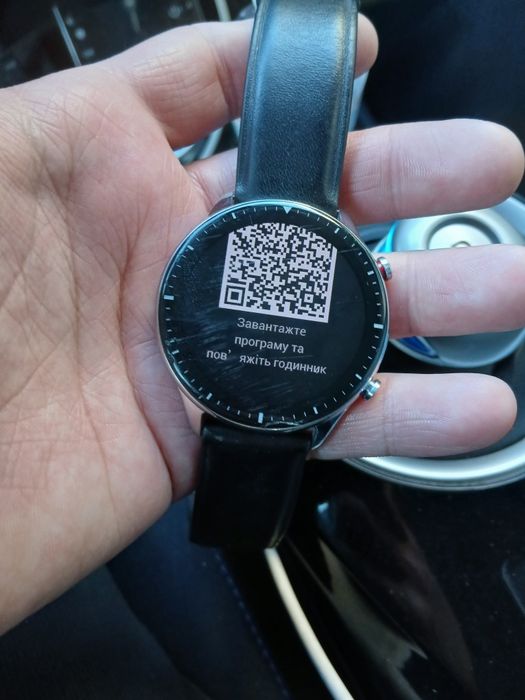 Завантажте
програму та
пов’яжіть годинник